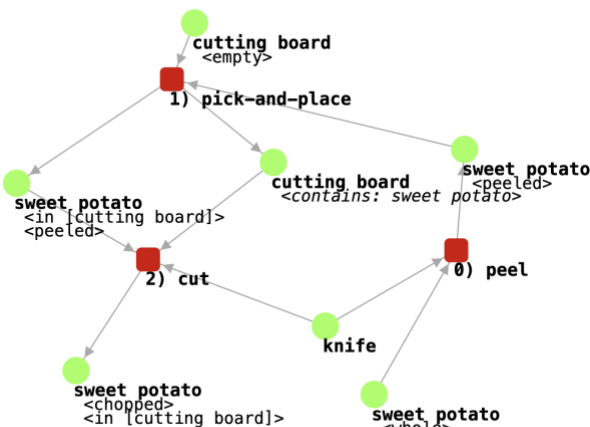 cutting board
<empty>
1) pick-and-place
sweet potato
<peeled>
cutting board
<contains: sweet potato>
sweet potato
<in [cutting board]>
<peeled>
0) peel
2) cut
knife
sweet potato
<chopped>
<in [cutting board]>
sweet potato
<whole>